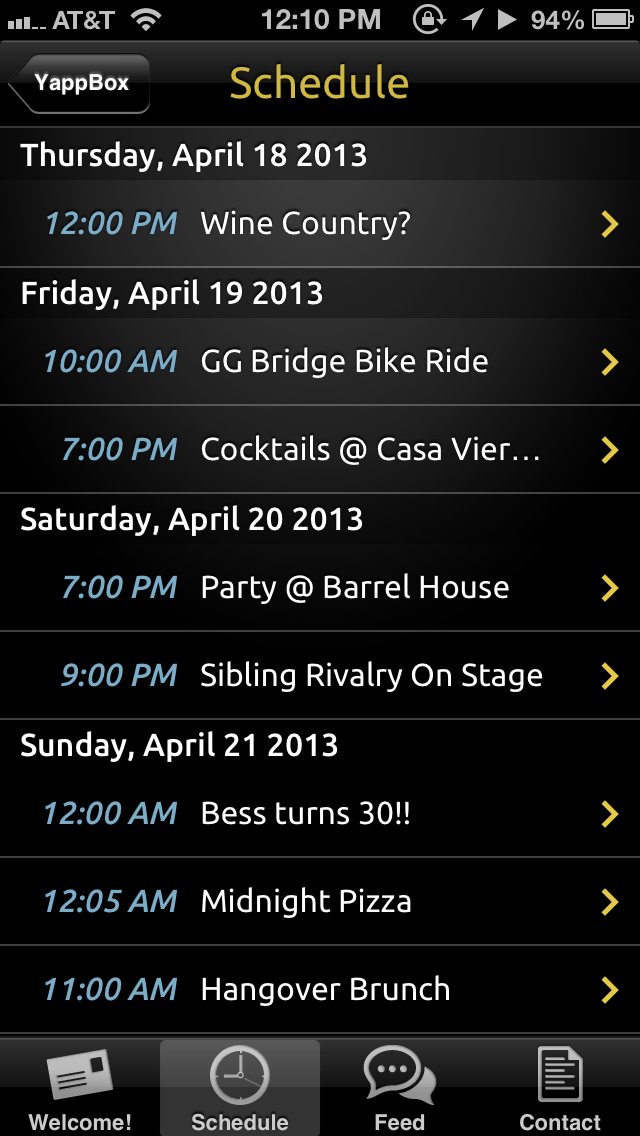 AT&T 12:10 PM 94%
YappBox Schedule
Thursday, April 18 2013
12:00 PM Wine Country?
Friday, April 19 2013
10:00 AM GG Bridge Bike Ride
7:00 PM Cocktails @ Casa Vier...
Saturday, April 20 2013
7:00 PM Party @ Barrel House
9:00 PM Sibling Rivalry On Stage
Sunday, April 21 2013
12:00 AM Bess turns 30!!
12:05 AM Midnight Pizza
11:00 AM Hangover Brunch
Welcome! Schedule Feed Contact